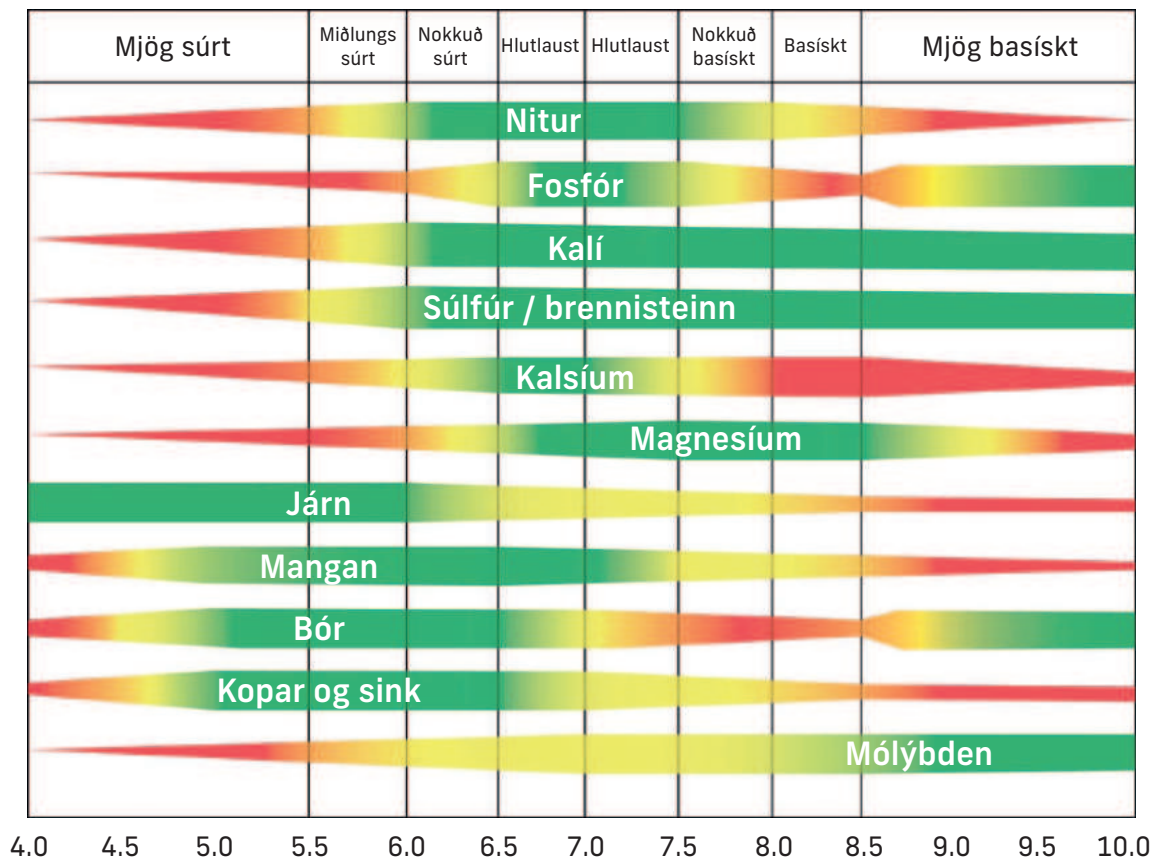 Mjög súrt
Miðlungs
súrt
Nokkuð
súrt
Hlutlaust
Hlutlaust
Nokkuð
basískt
Basískt
Mjög basískt
Nitur
Fosfór
Kalí
Súlfúr / brennisteinn
Kalsíum
Magnesíum
Járn
Mangan
Bór
Kopar og sink
Mólýbden
4.0 4.5 5.0 5.5 6.0 6.5 7.0 7.5 8.0 8.5 9.0 9.5 10.0